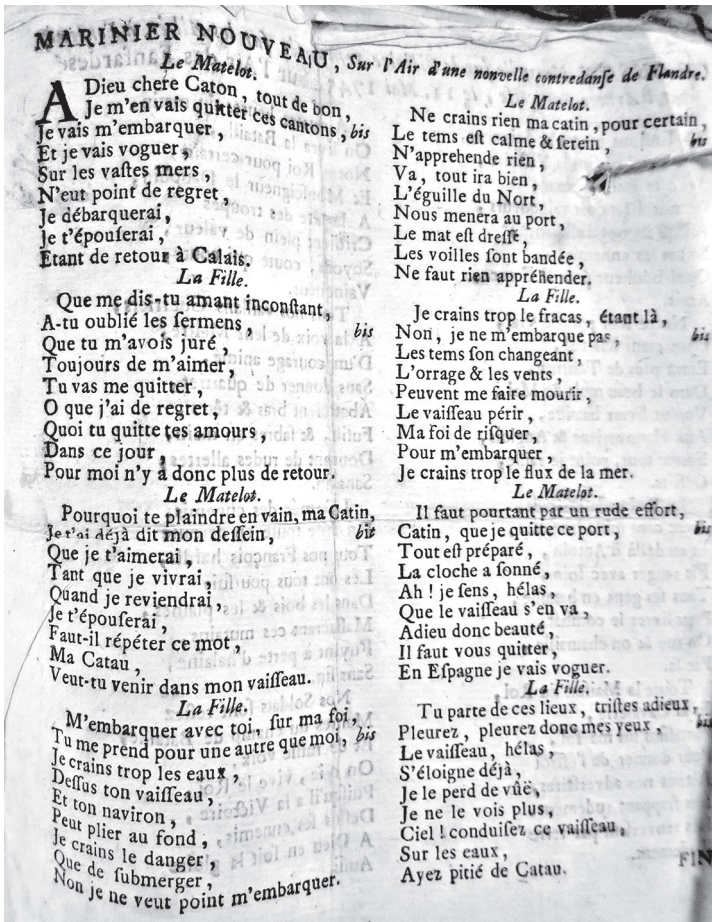 MARINIER NOUVEAU, Sur l'Air d'une nouvelle contredanse de Flandre.
Le Matelot.
ADieu chere Caton, tout de bon,
Je m'en vais quitter ces cantons, bis
Je vais m'embarquer,
Et je vais voguer,
Sur les vastes mers,
N'eut point de regret,
Je débarquerai,
Je t'épouserai,
Etant de retour à Calais.
La Fille.
Que me dis-tu amant inconstant,
A-tu oublié les sermens, bis
Que tu m'avois juré,
Toujours de m'aimer,
Tu vas me quitter,
O que j'ai de regret,
Quoi tu quitte tes amours,
Dans ce jour,
Pour moi n'y a donc plus de retour.
Le Matelot.
Pourquoi te plaindre en vain, ma Catin,
Je t'ai déjà dit mon dessein, bis
Que je t'aimerai,
Tant que je vivrai,
Quand je reviendrai,
Je t'épouserai,
Faut-il répéter ce mot,
Ma Catau,
Veut-tu venir dans mon vaisseau.
La Fille.
M'embarquer avec toi, sur ma foi,
Tu me prend pour une autre que moi, bis
Je crains trop les eaux,
Dessus ton vaisseau,
Et ton naviron,
Peut plier au fond,
Je crains le danger,
Que de submerger,
Non je ne veut point m'embarquer.
Le Matelot.
Ne crains rien ma catin, pour certain,
Le tems est calme & serein, bis
N'apprehende rien,
Va, tout ira bien,
L'éguille du Nort,
Nous menera au port,
Le mat est dressé,
Les voilles sont bandée,
Ne faut rien appréhender.
La Fille.
Je crains trop le fracas, étant là,
Non, je ne m'embarque pas, bis
Les tems son changeant,
L'orrage & les vents,
Peuvent me faire mourir,
Le vaisseau périr,
Ma foi de risquer,
Pour m'embarquer,
Je crains trop le flux de la mer.
Le Matelot.
Il faut pourtant par un rude effort,
Catin, que je quitte ce port, bis
Tout est préparé,
La cloche a sonné,
Ah! je sens, hélas,
Que le vaisseau s'en va,
Adieu donc beauté,
Il faut vous quitter,
En Espagne je vais voguer.
La Fille.
Tu parte de ces lieux, tristes adieux,
Pleurez, pleurez donc mes yeux, bis
Le vaisseau, hélas,
S'éloigne déjà,
Je le perd de vûë,
Je ne le vois plus,
Ciel! conduisez ce vaisseau,
Sur les eaux,
Ayez pitié de Catau.
FIN